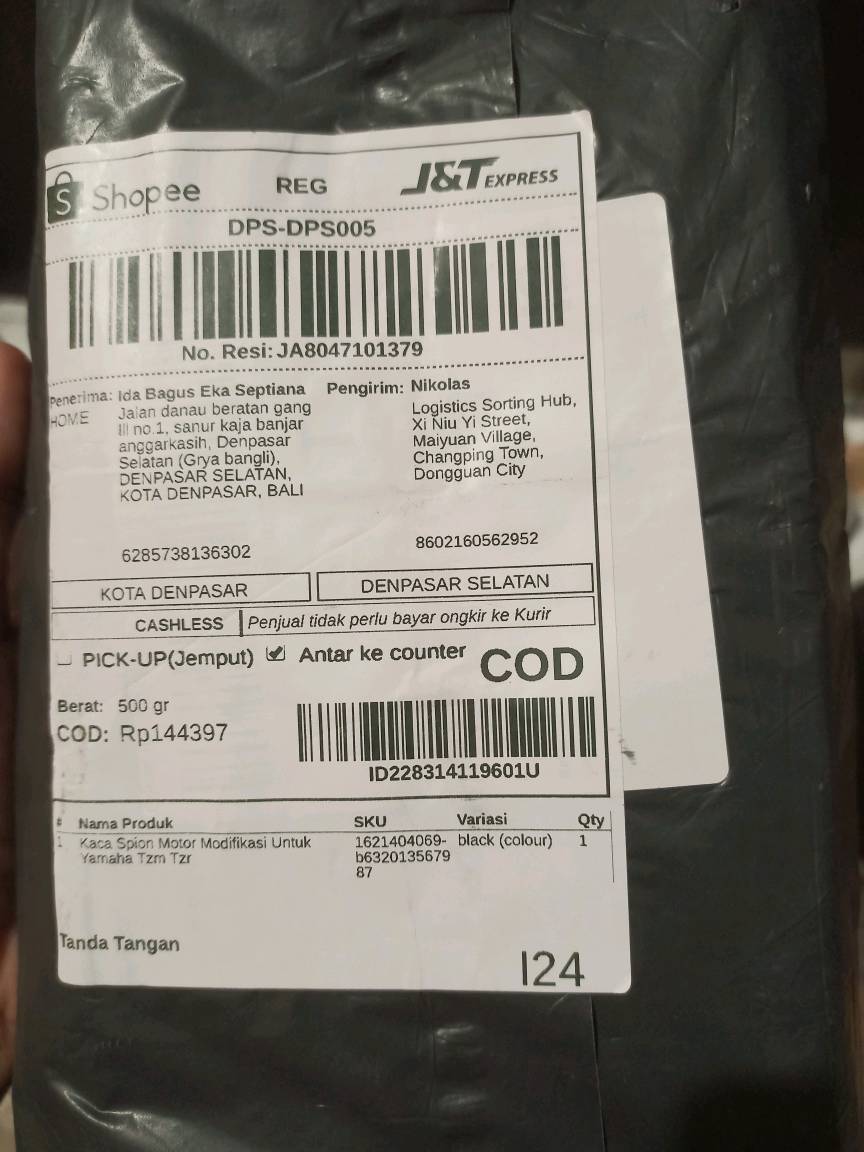 Shopee REG J&T EXPRESS
DPS-DPS005
No. Resi: JA8047101379
Penerima: Ida Bagus Eka Septiana
HOME
Jalan danau beratan gang
III no.1, sanur kaja banjar
anggarkasih, Denpasar
Selatan (Grya bangli),
DENPASAR SELATAN,
KOTA DENPASAR, BALI
6285738136302
Pengirim: Nikolas
Logistics Sorting Hub,
Xi Niu Yi Street,
Maiyuan Village,
Changping Town,
Dongguan City
8602160562952
KOTA DENPASAR DENPASAR SELATAN
CASHLESS Penjual tidak perlu bayar ongkir ke Kurir
PICK-UP(Jemput) Antar ke counter COD
Berat: 500 gr
COD: Rp144397
ID228314119601U
# Nama Produk SKU Variasi Qty
1 Kaca Spion Motor Modifikasi Untuk 1621404069- black (colour) 1
Yamaha Tzm Tzr b6320135679
87
Tanda Tangan
I24